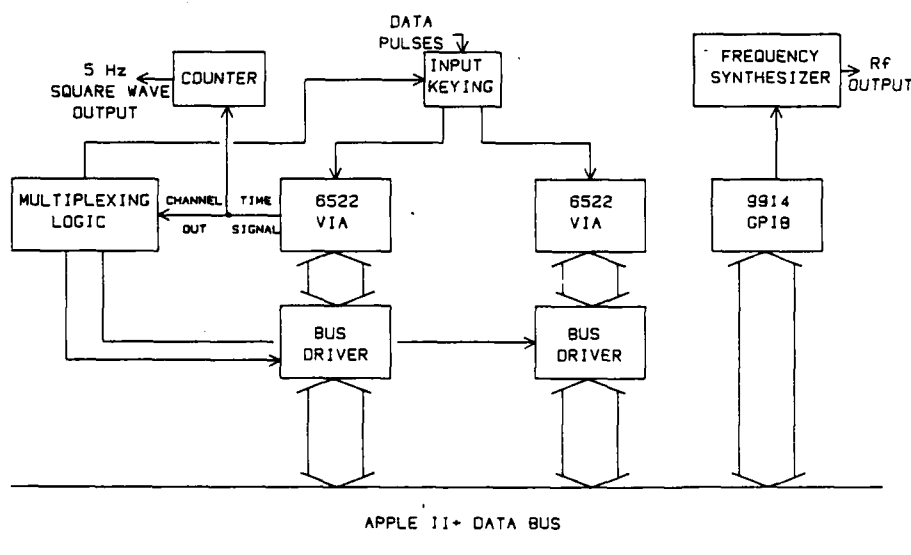 DATA
PULSES
5 Hz
SQUARE WAVE
OUTPUT
COUNTER
INPUT
KEYING
FREQUENCY
SYNTHESIZER
Rf
OUTPUT
MULTIPLEXING
LOGIC
CHANNEL TIME
OUT SIGNAL
6522
VIA
6522
VIA
9914
GPIB
BUS
DRIVER
BUS
DRIVER
APPLE II+ DATA BUS